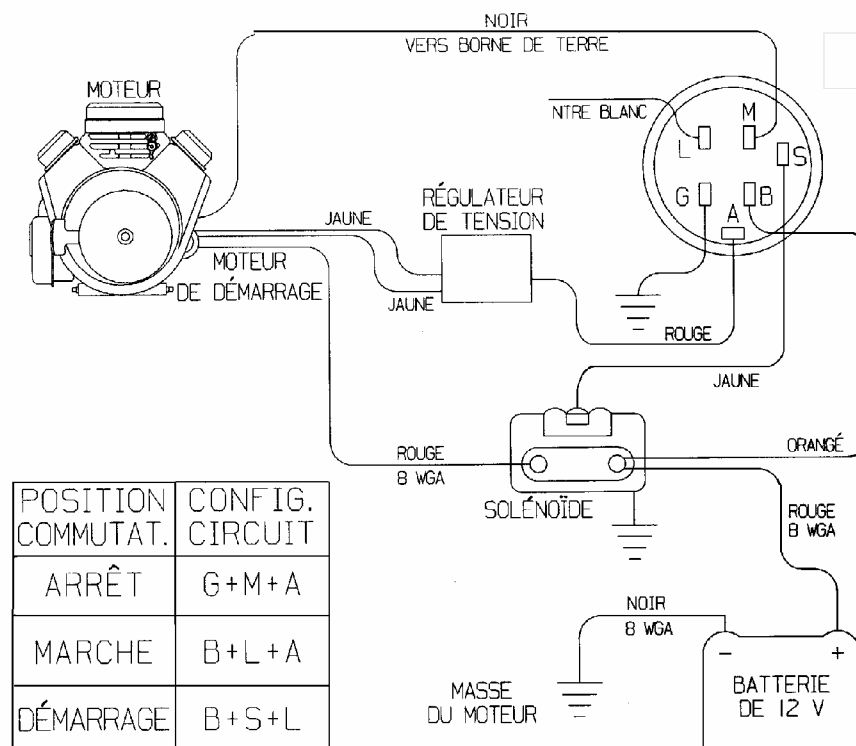 NOIR
VERS BORNE DE TERRE
MOTEUR
NTRE BLANC
L
M
S
G
B
A
JAUNE
RÉGULATEUR
DE TENSION
MOTEUR
DE DÉMARRAGE
JAUNE
ROUGE
JAUNE
ROUGE
8 WGA
ORANGÉ
SOLÉNOÏDE
ROUGE
8 WGA
POSITION
COMMUTAT.
CONFIG.
CIRCUIT
ARRÊT
G+M+A
MARCHE
B+L+A
DÉMARRAGE
B+S+L
NOIR
8 WGA
MASSE
DU MOTEUR
- +
BATTERIE
DE 12 V